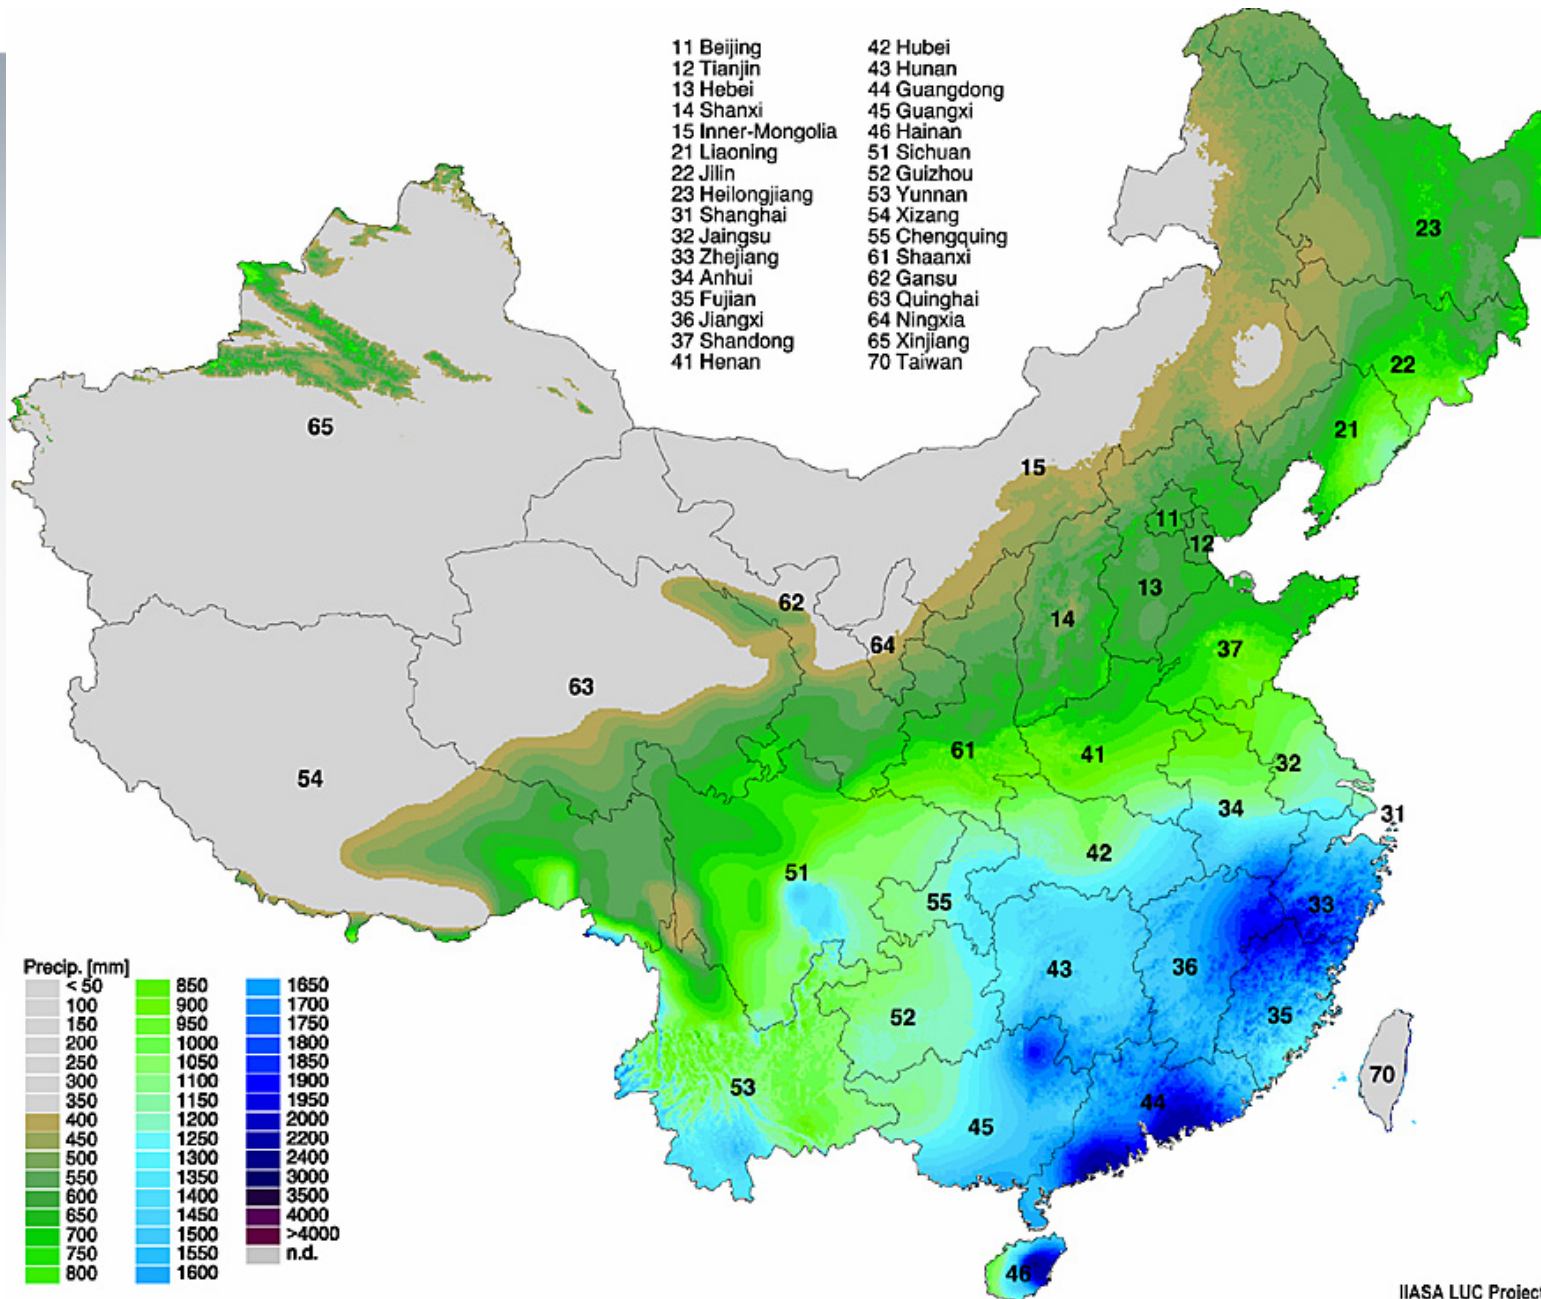 11 Beijing
12 Tianjin
13 Hebei
14 Shanxi
15 Inner-Mongolia
21 Liaoning
22 Jilin
23 Heilongjiang
31 Shanghai
32 Jaingsu
33 Zhejiang
34 Anhui
35 Fujian
36 Jiangxi
37 Shandong
41 Henan
42 Hubei
43 Hunan
44 Guangdong
45 Guangxi
46 Hainan
51 Sichuan
52 Guizhou
53 Yunnan
54 Xizang
55 Chengquing
61 Shaanxi
62 Gansu
63 Quinghai
64 Ningxia
65 Xinjiang
70 Taiwan
23
22
65
21
15
11
12
13
62
14
64
37
63
61
41
32
54
34
31
42
51
55
33
43
36
52
35
70
53
44
45
46
Precip. [mm]
< 50
100
150
200
250
300
350
400
450
500
550
600
650
700
750
800
850
900
950
1000
1050
1100
1150
1200
1250
1300
1350
1400
1450
1500
1550
1600
1650
1700
1750
1800
1850
1900
1950
2000
2200
2400
3000
3500
4000
>4000
n.d.
IIASA LUC Project